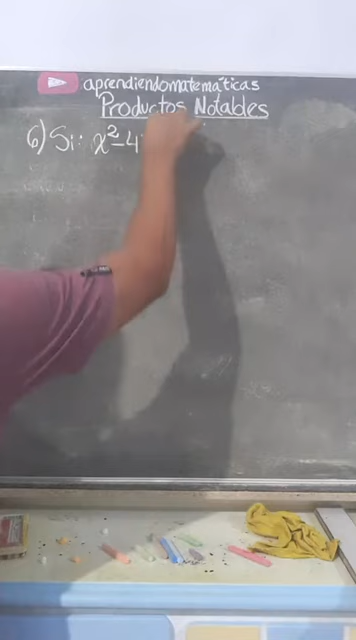 aprendiendomatemáticas
Productos Notables
6) Si: x²-4